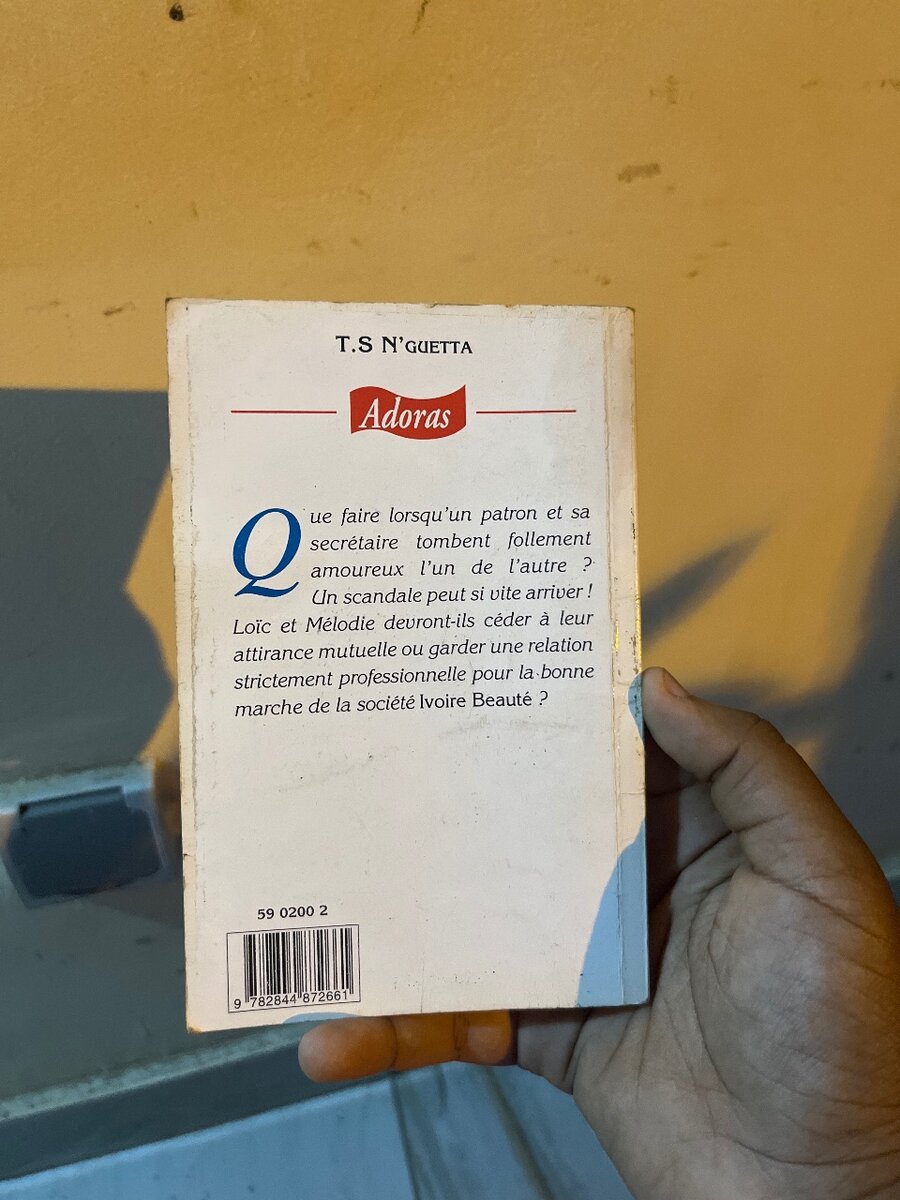 T.S N'GUETTA
Adoras
Que faire lorsqu'un patron et sa
secrétaire tombent follement
amoureux l'un de l'autre ?
Un scandale peut si vite arriver !
Loïc et Mélodie devront-ils céder à leur
attirance mutuelle ou garder une relation
strictement professionnelle pour la bonne
marche de la société Ivoire Beauté ?
59 0200 2
9 782844 872661